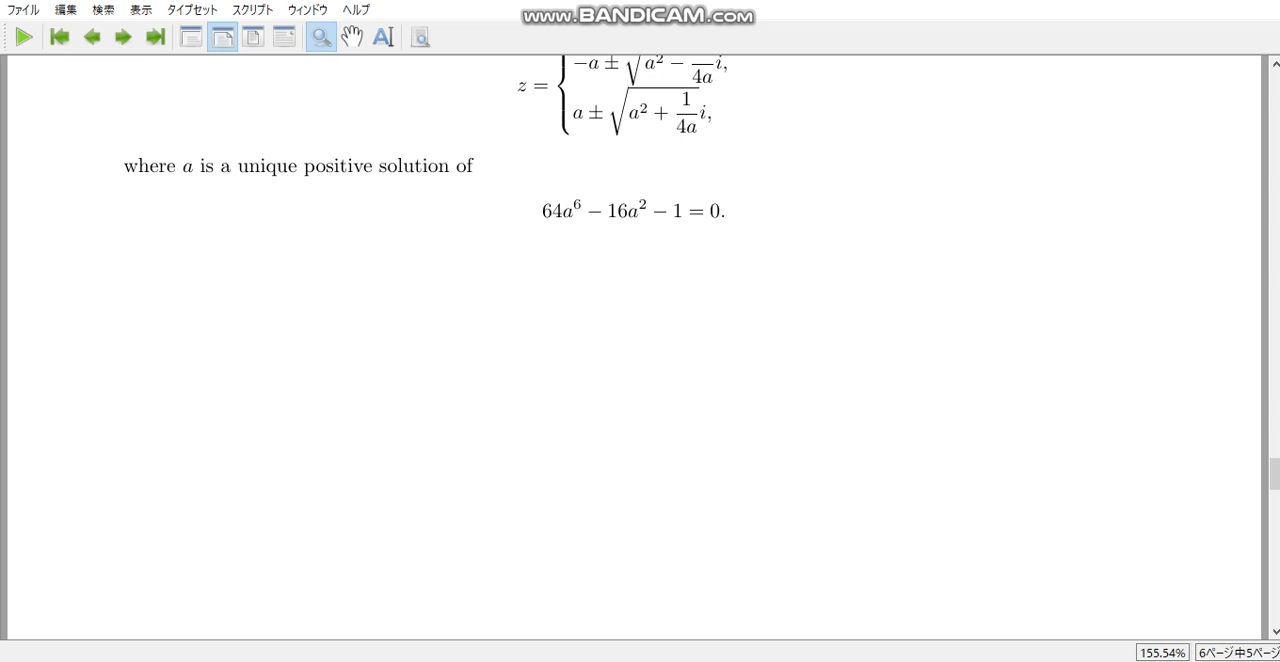 ファイル 編集 検索 表示 タイプセット スクリプト ウィンドウ ヘルプ
www.BANDICAM.com
z = { −a ± √(a² − /4a i),
a ± √(a² + 1/4a i),
where a is a unique positive solution of
64a⁶ − 16a² − 1 = 0.
155.54% 6ページ中5ページ